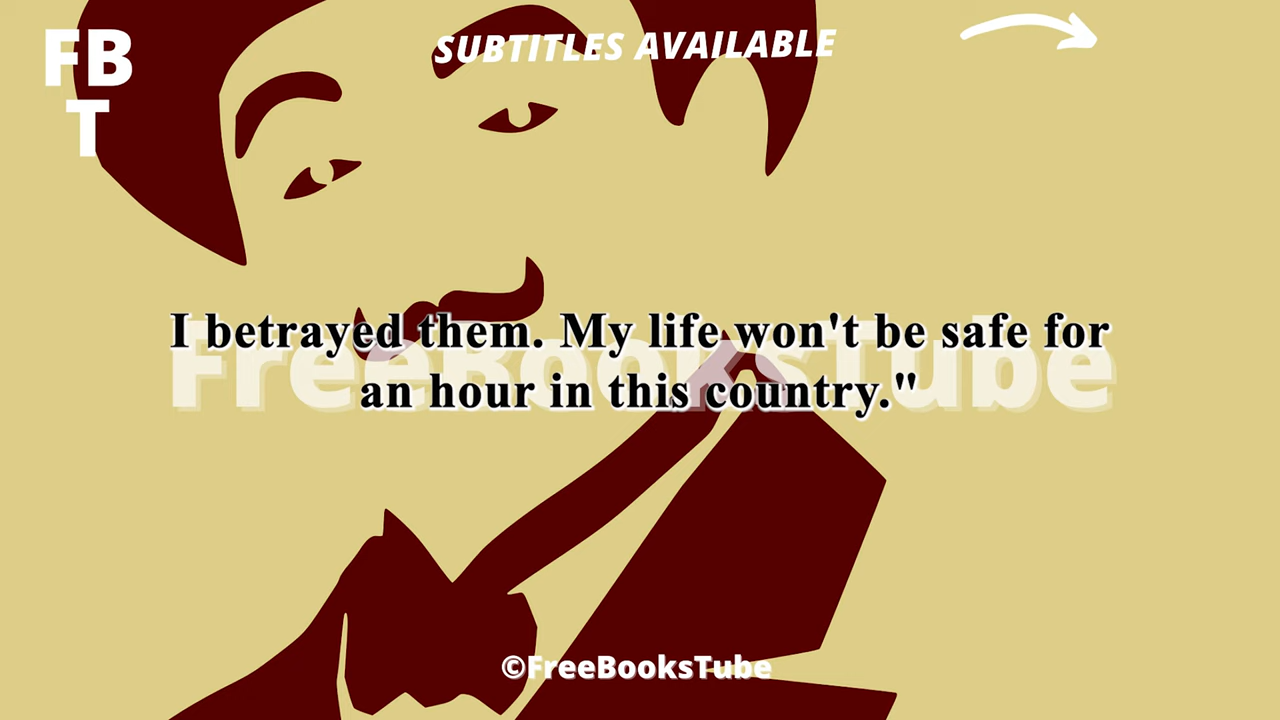 FB
T
SUBTITLES AVAILABLE
I betrayed them. My life won't be safe for
an hour in this country."
FreeBooksTube
©FreeBooksTube